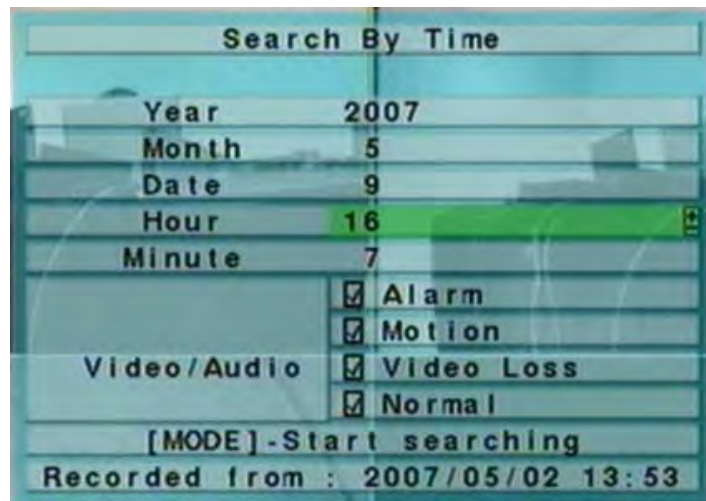 Search By Time
Year 2007
Month 5
Date 9
Hour 16
Minute 7
Video/Audio
Alarm
Motion
Video Loss
Normal
[MODE]-Start searching
Recorded from : 2007/05/02 13:53